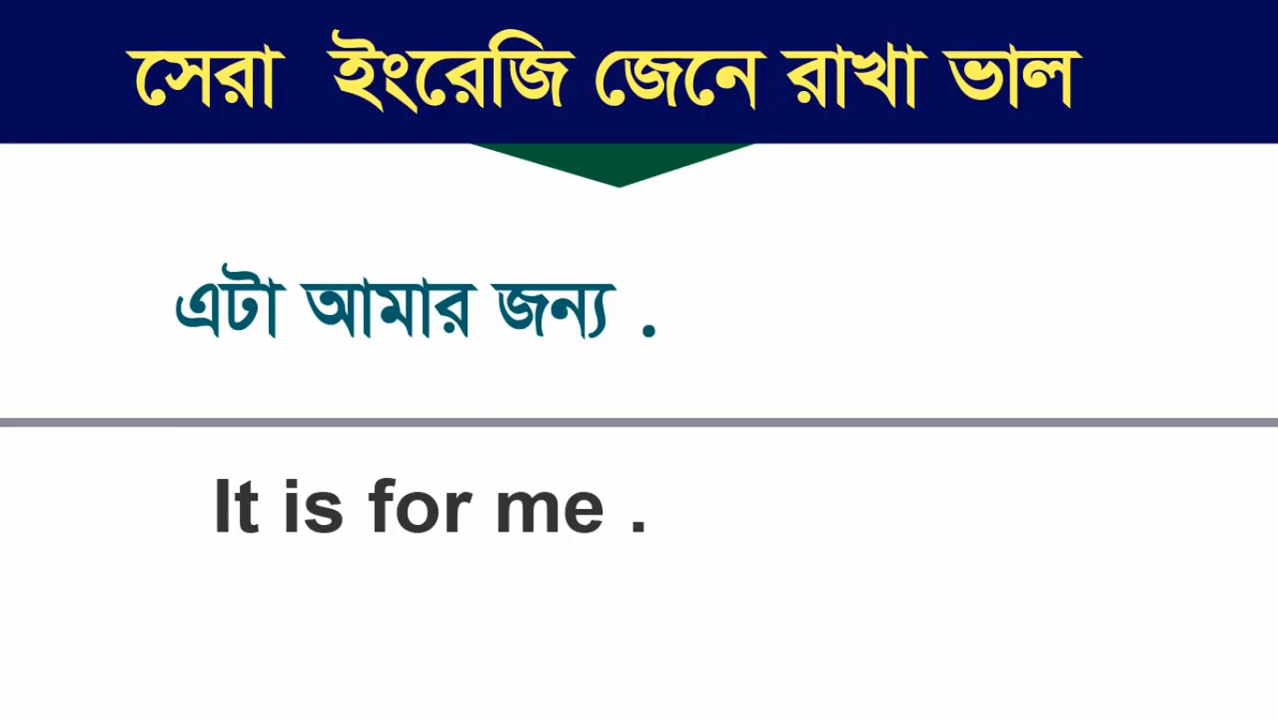 সেরা ইংরেজি জেনে রাখা ভাল
এটা আমার জন্য .
It is for me .